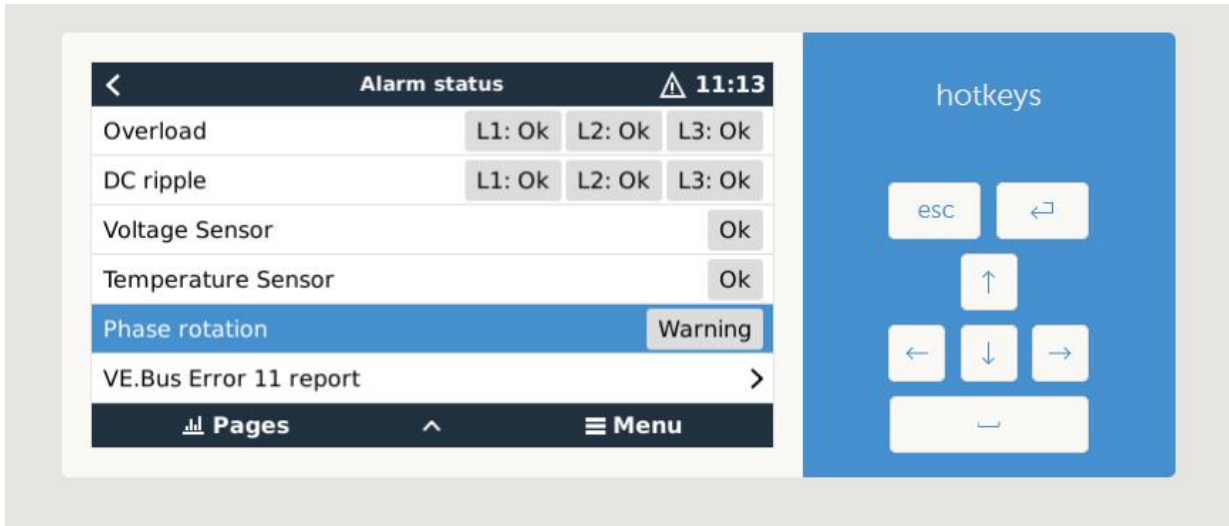 Alarm status 11:13
hotkeys
Overload L1: Ok L2: Ok L3: Ok
DC ripple L1: Ok L2: Ok L3: Ok
Voltage Sensor Ok
esc
Temperature Sensor Ok
Phase rotation Warning
VE.Bus Error 11 report
Pages Menu